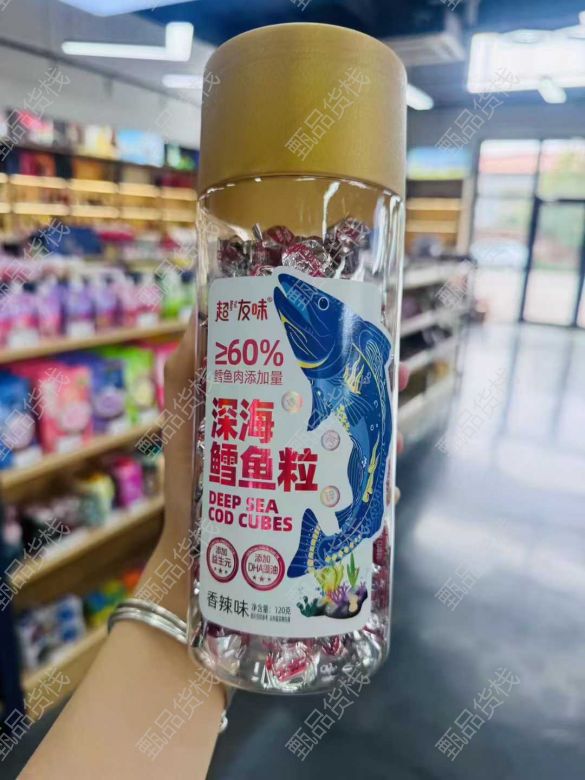 超级友味®
≥60%
鳕鱼肉添加量
深海
鳕鱼粒
DEEP SEA
COD CUBES
添加
益生元
添加
DHA藻油
香辣味
净含量：120克
甄品货栈